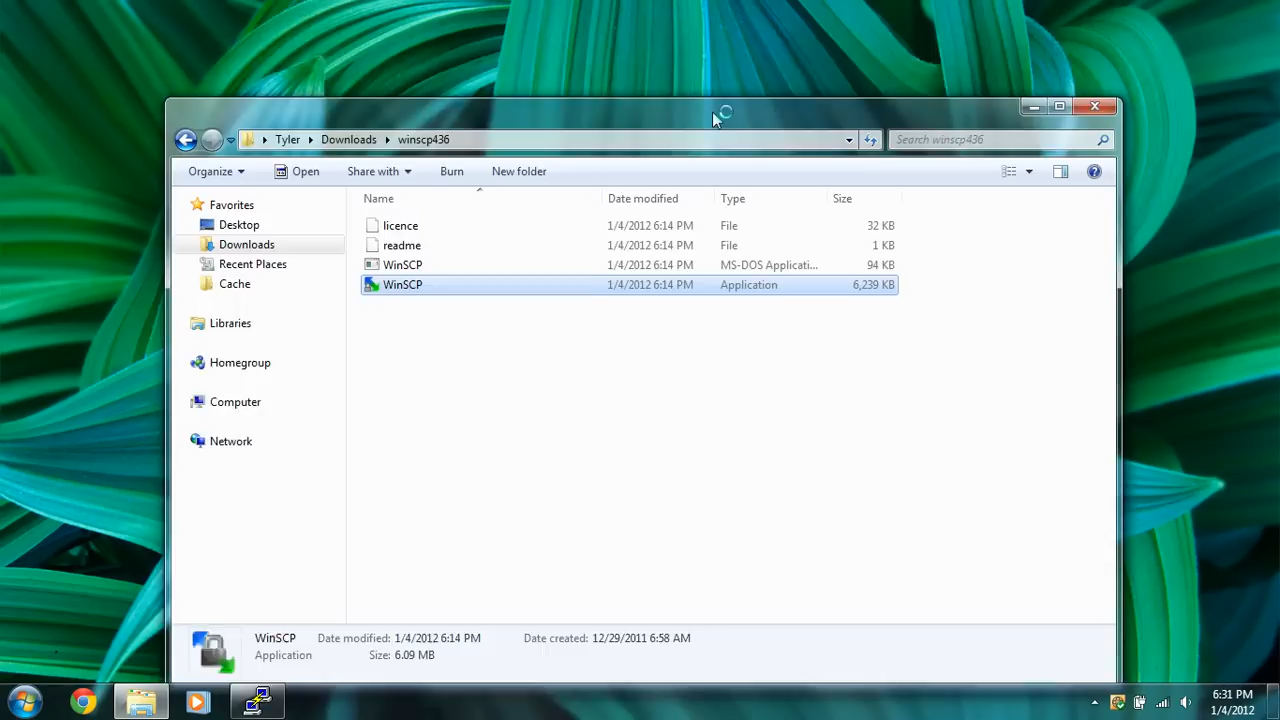 Tyler Downloads winscp436
Search winscp436
Organize Open Share with Burn New folder
Name Date modified Type Size
Favorites
Desktop
Downloads
Recent Places
Cache
Libraries
Homegroup
Computer
Network
licence 1/4/2012 6:14 PM File 32 KB
readme 1/4/2012 6:14 PM File 1 KB
WinSCP 1/4/2012 6:14 PM MS-DOS Applicati... 94 KB
WinSCP 1/4/2012 6:14 PM Application 6,239 KB
WinSCP Date modified: 1/4/2012 6:14 PM Date created: 12/29/2011 6:58 AM
Application Size: 6.09 MB
6:31 PM
1/4/2012